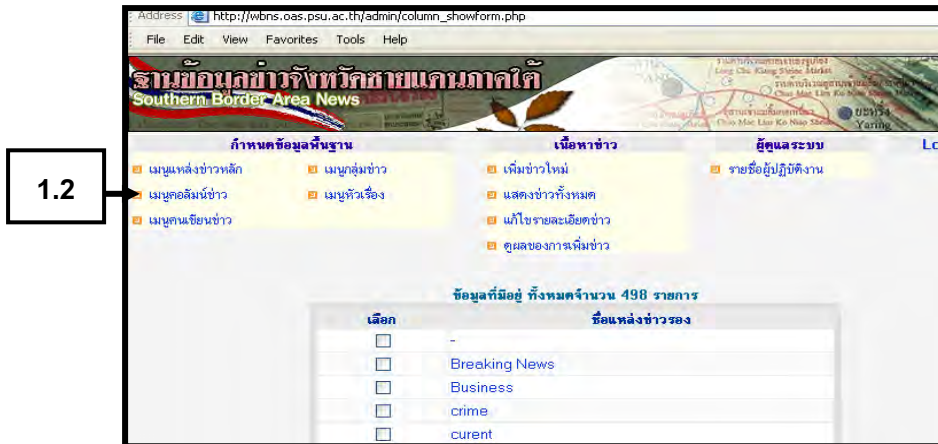 Address http://wbns.oas.psu.ac.th/admin/column_showform.php
File Edit View Favorites Tools Help
ฐานข้อมูลข่าวจังหวัดชายแดนภาคใต้
Southern Border Area News
Long Chu Kiang Shrine Market
Yaring
กำหนดข้อมูลพื้นฐาน เนื้อหาข่าว ผู้ดูแลระบบ Lo
เมนูแหล่งข่าวหลัก เมนูกลุ่มข่าว เพิ่มข่าวใหม่ รายชื่อผู้ปฏิบัติงาน
1.2
เมนูคอลัมน์ข่าว เมนูหัวเรื่อง แสดงข่าวทั้งหมด
เมนูคนเขียนข่าว แก้ไขรายละเอียดข่าว
ดูผลของการเพิ่มข่าว
ข้อมูลที่มีอยู่ ทั้งหมดจำนวน 498 รายการ
เลือก ชื่อแหล่งข่าวรอง
-
Breaking News
Business
crime
curent